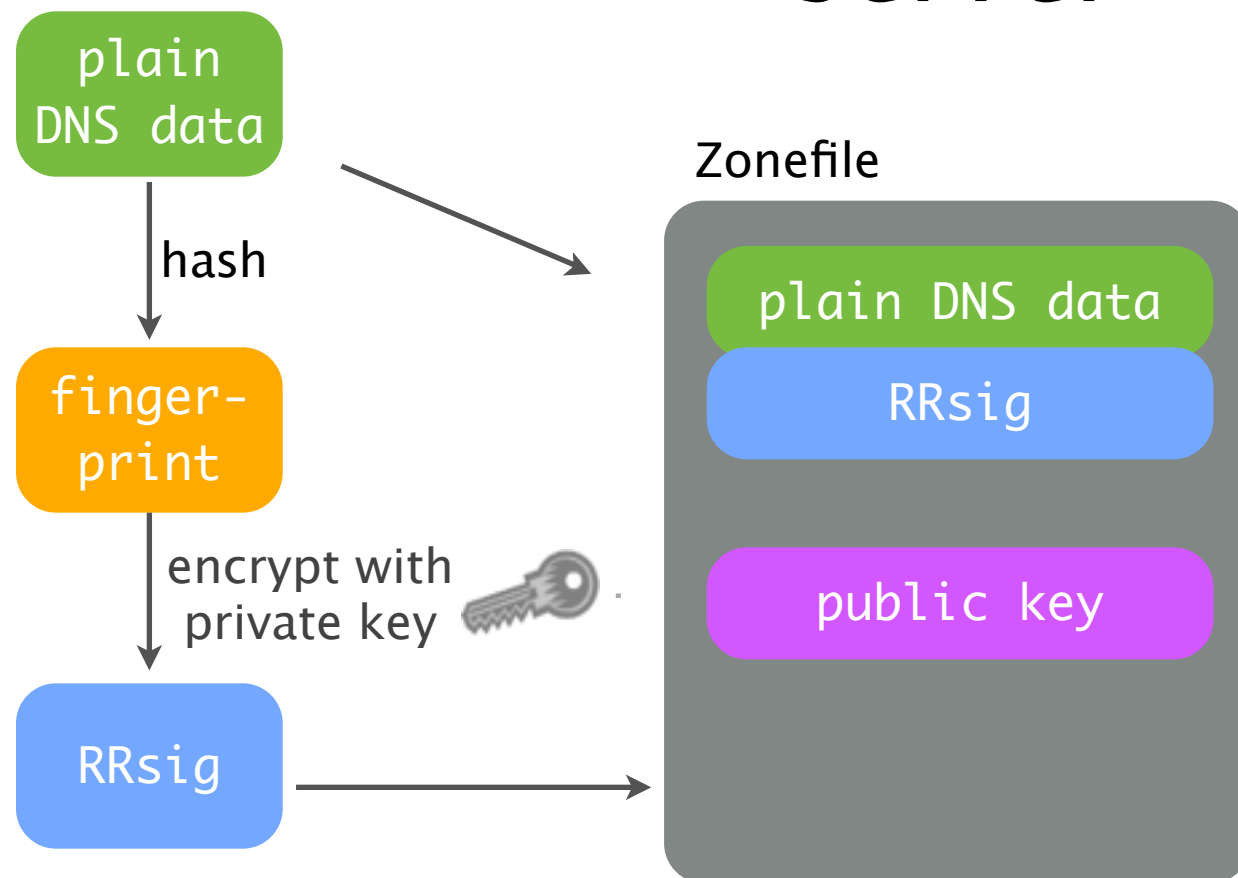 plain
DNS data
hash
finger-
print
encrypt with
private key
RRsig
Zonefile
plain DNS data
RRsig
public key